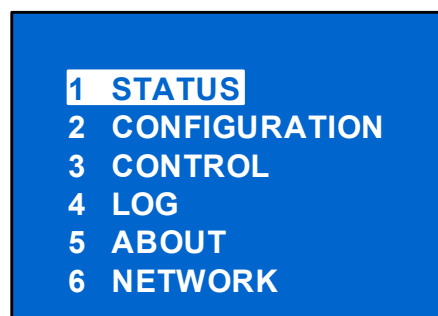 1 STATUS
2 CONFIGURATION
3 CONTROL
4 LOG
5 ABOUT
6 NETWORK